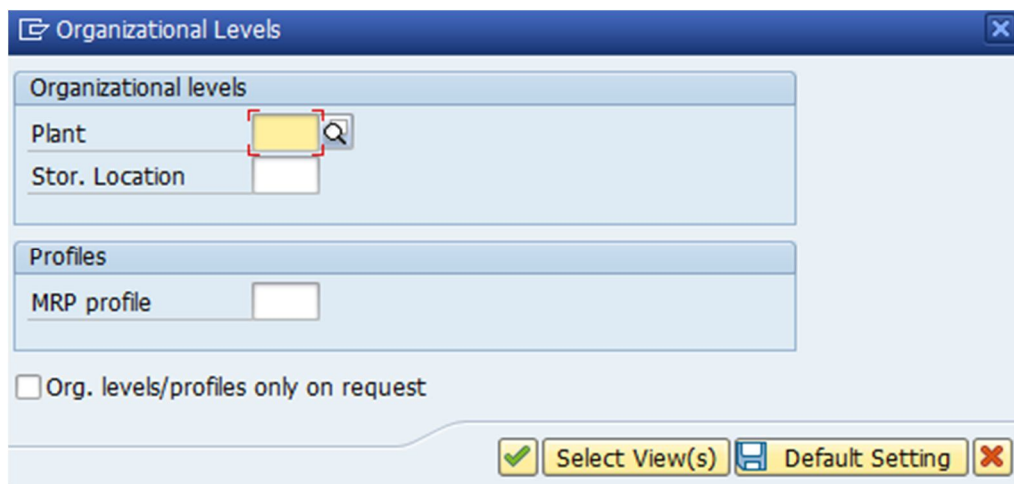 Organizational Levels
Organizational levels
Plant
Stor. Location
Profiles
MRP profile
Org. levels/profiles only on request
Select View(s) Default Setting